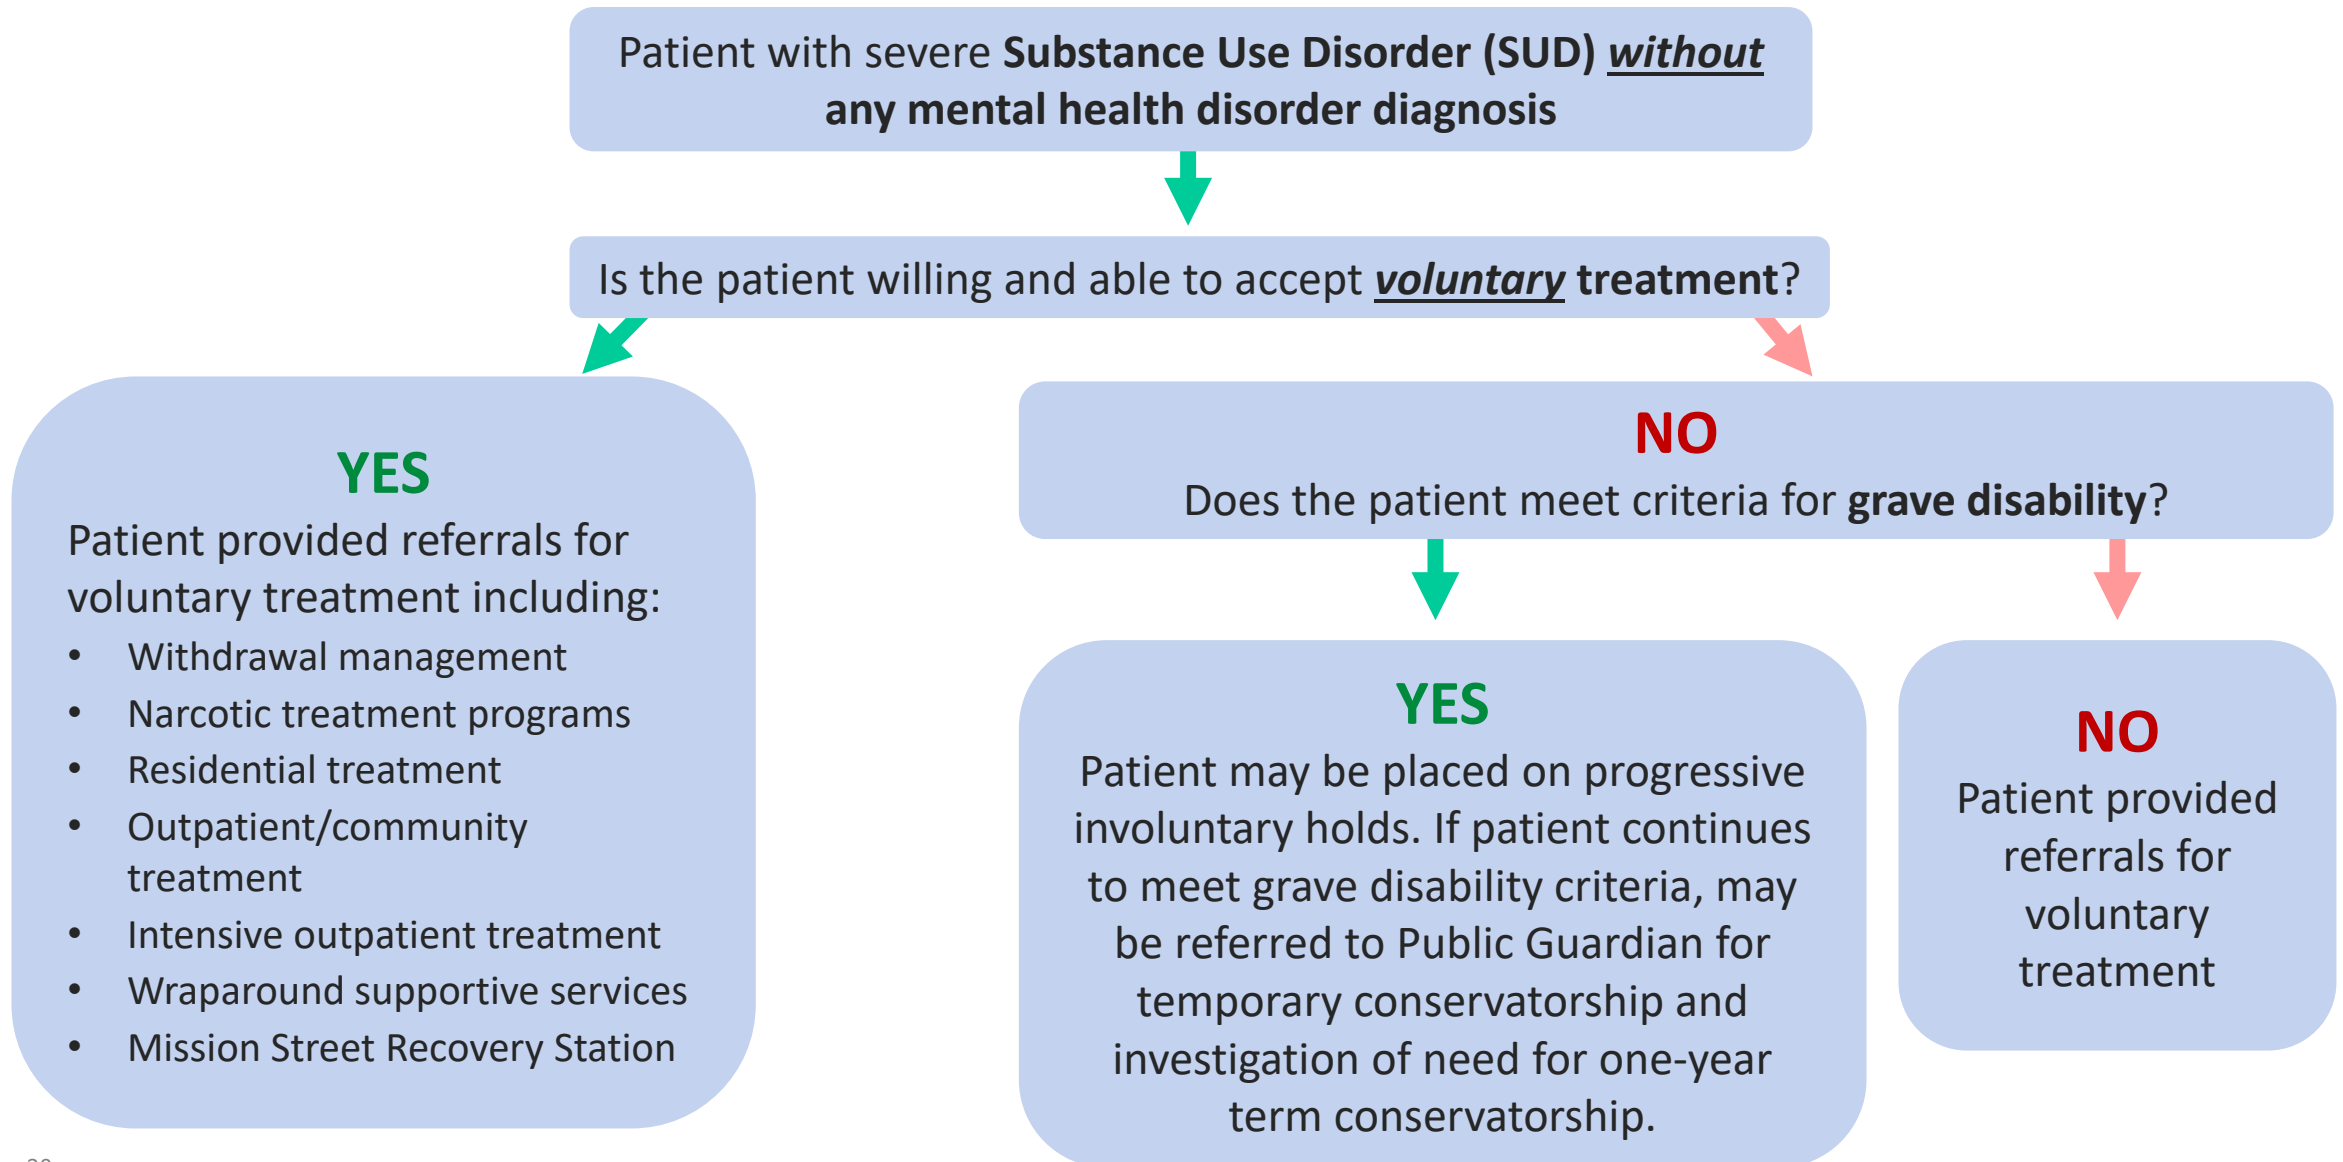 Patient with severe Substance Use Disorder (SUD) without
any mental health disorder diagnosis
Is the patient willing and able to accept voluntary treatment?
YES
Patient provided referrals for
voluntary treatment including:
• Withdrawal management
• Narcotic treatment programs
• Residential treatment
• Outpatient/community
treatment
• Intensive outpatient treatment
• Wraparound supportive services
• Mission Street Recovery Station
NO
Does the patient meet criteria for grave disability?
YES
Patient may be placed on progressive
involuntary holds. If patient continues
to meet grave disability criteria, may
be referred to Public Guardian for
temporary conservatorship and
investigation of need for one-year
term conservatorship.
NO
Patient provided
referrals for
voluntary
treatment